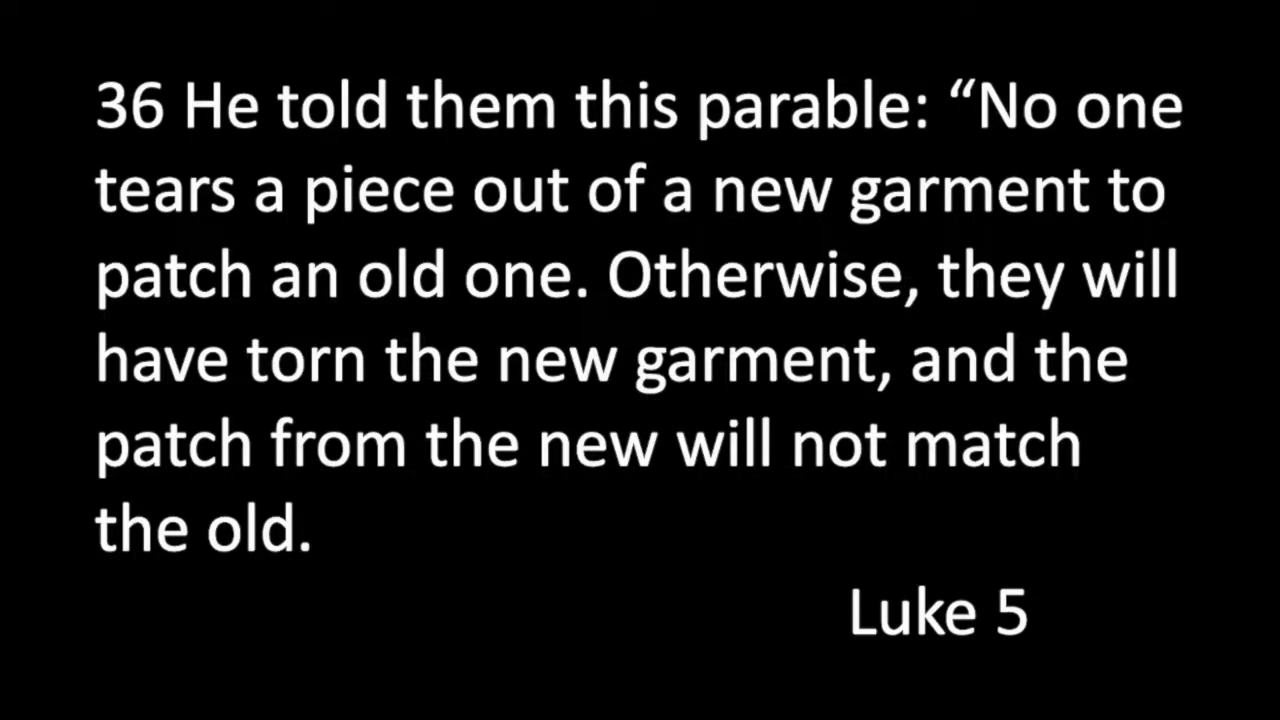 36 He told them this parable: “No one
tears a piece out of a new garment to
patch an old one. Otherwise, they will
have torn the new garment, and the
patch from the new will not match
the old.
Luke 5